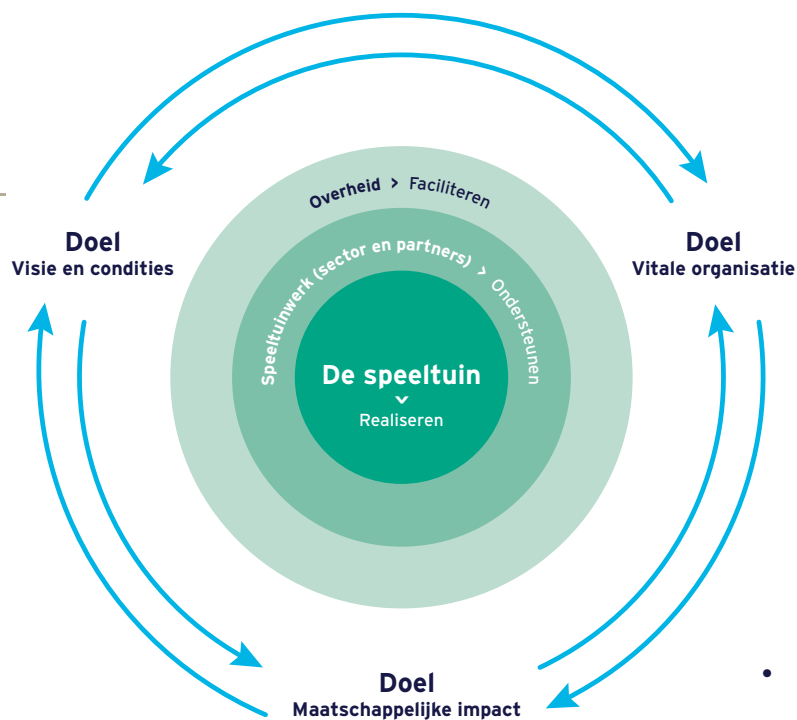 Overheid > Faciliteren
Doel
Visie en condities
Doel
Vitale organisatie
Speeltuinwerk (sector en partners) > Ondersteunen
De speeltuin
Realiseren
Doel
Maatschappelijke impact